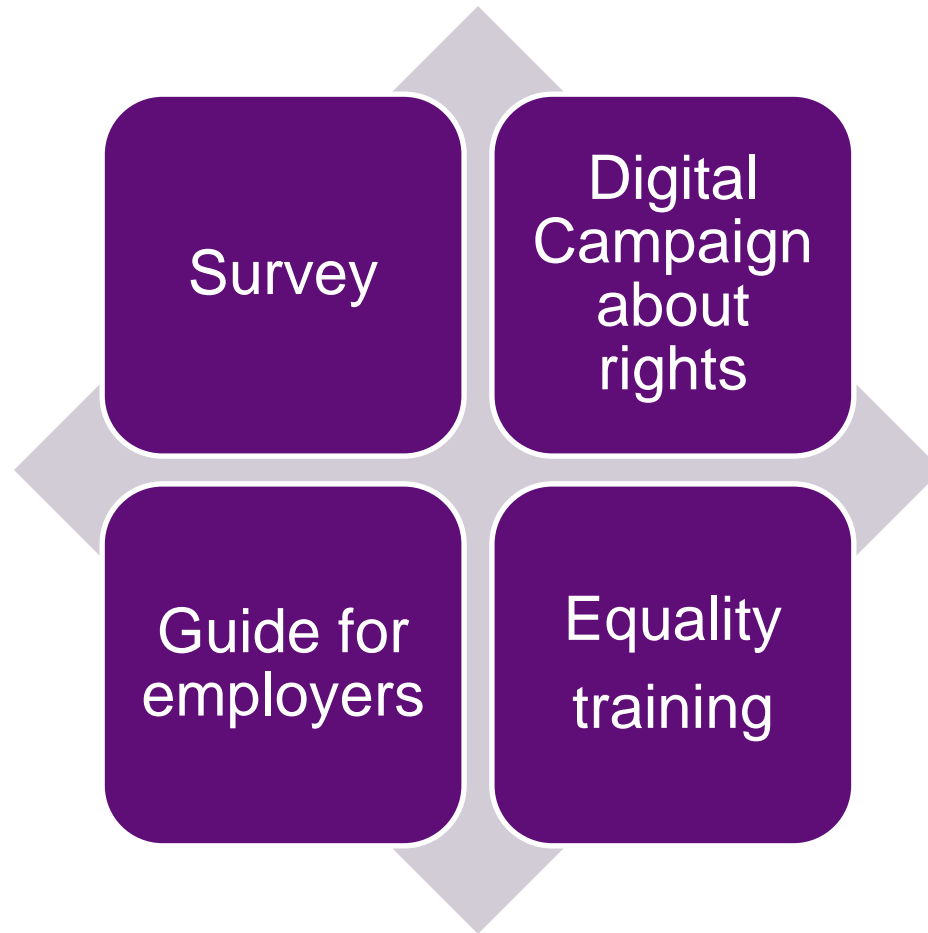 Survey
Digital
Campaign
about
rights
Guide for
employers
Equality
training